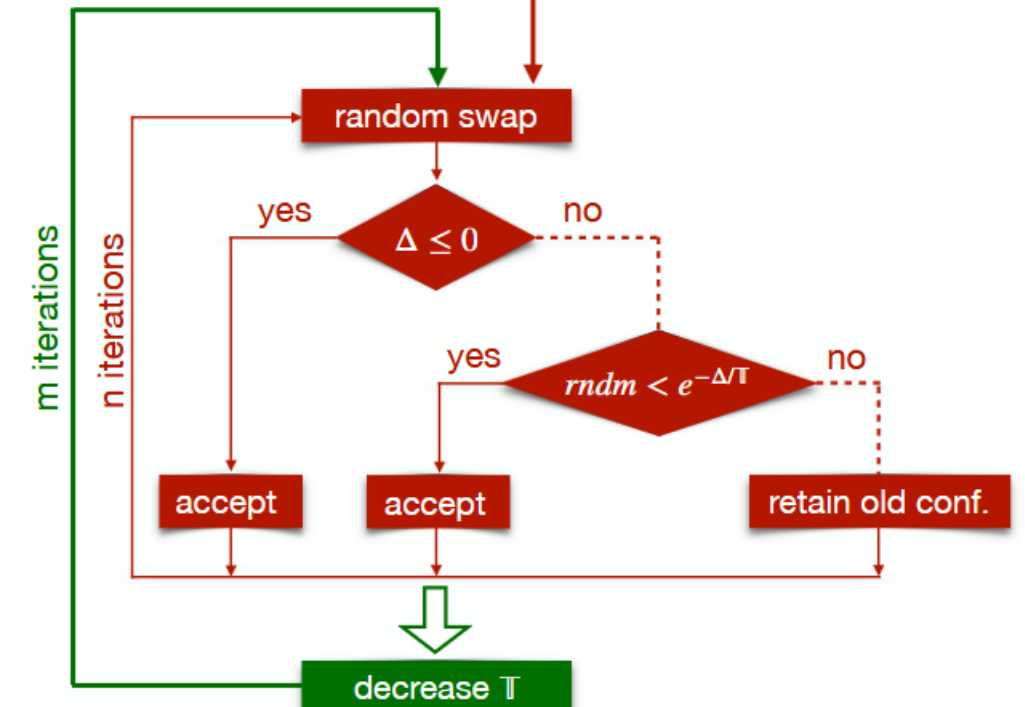 random swap
yes
no
Δ ≤ 0
m iterations
n iterations
yes
no
rndm < e^{−Δ/𝕋}
accept
accept
retain old conf.
decrease 𝕋